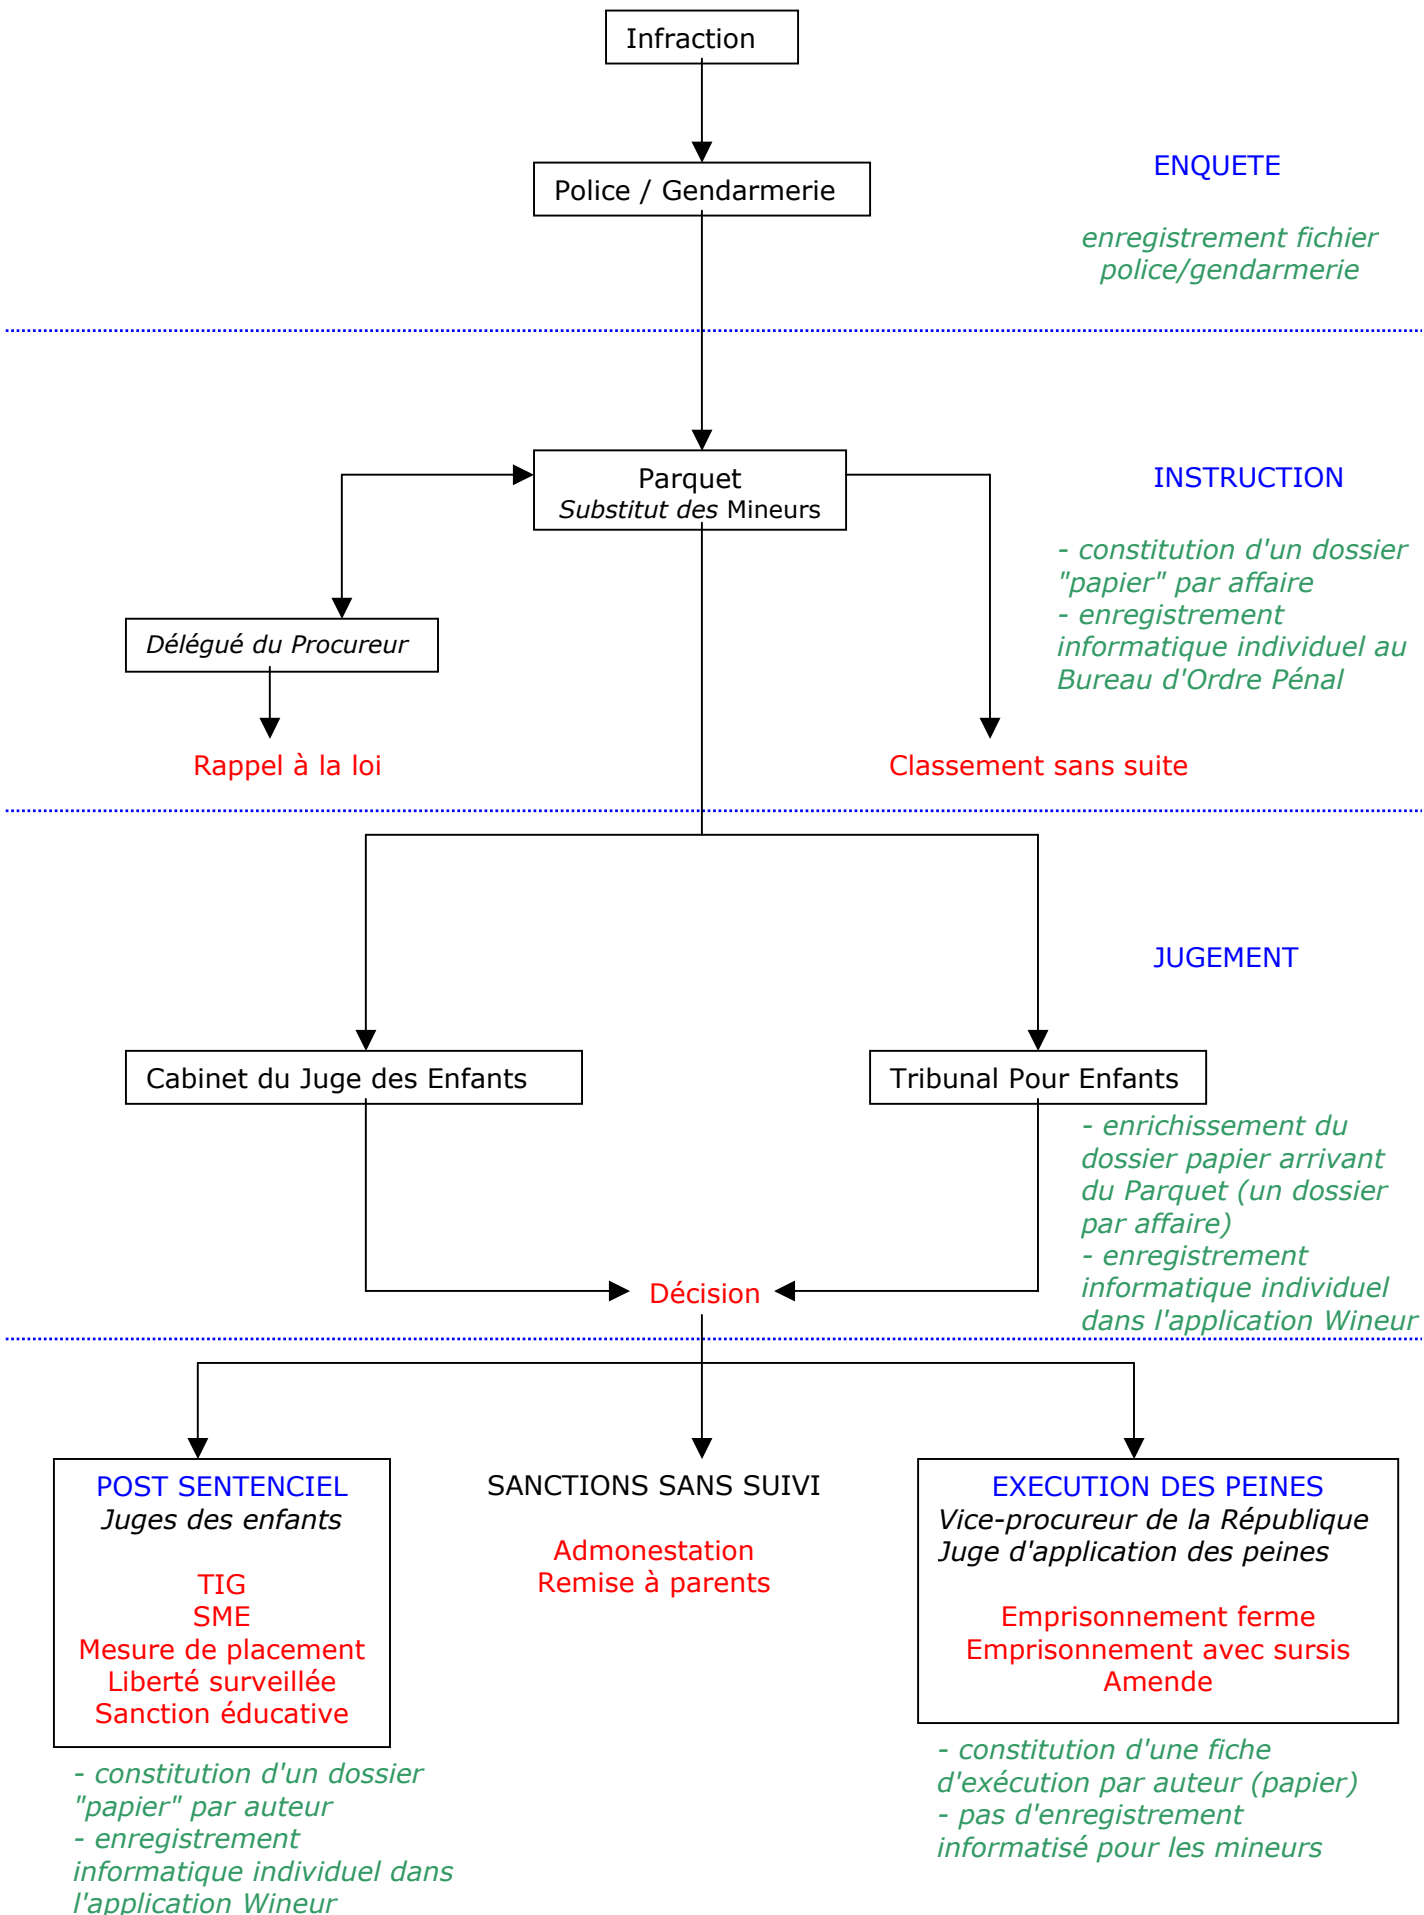 Infraction
ENQUETE
Police / Gendarmerie
enregistrement fichier
police/gendarmerie
Parquet
Substitut des Mineurs
INSTRUCTION
- constitution d'un dossier
"papier" par affaire
- enregistrement
informatique individuel au
Bureau d'Ordre Pénal
Délégué du Procureur
Rappel à la loi
Classement sans suite
JUGEMENT
Cabinet du Juge des Enfants
Tribunal Pour Enfants
- enrichissement du
dossier papier arrivant
du Parquet (un dossier
par affaire)
- enregistrement
informatique individuel
dans l'application Wineur
Décision
POST SENTENCIEL
Juges des enfants
TIG
SME
Mesure de placement
Liberté surveillée
Sanction éducative
- constitution d'un dossier
"papier" par auteur
- enregistrement
informatique individuel dans
l'application Wineur
SANCTIONS SANS SUIVI
Admonestation
Remise à parents
EXECUTION DES PEINES
Vice-procureur de la République
Juge d'application des peines
Emprisonnement ferme
Emprisonnement avec sursis
Amende
- constitution d'une fiche
d'exécution par auteur (papier)
- pas d'enregistrement
informatisé pour les mineurs